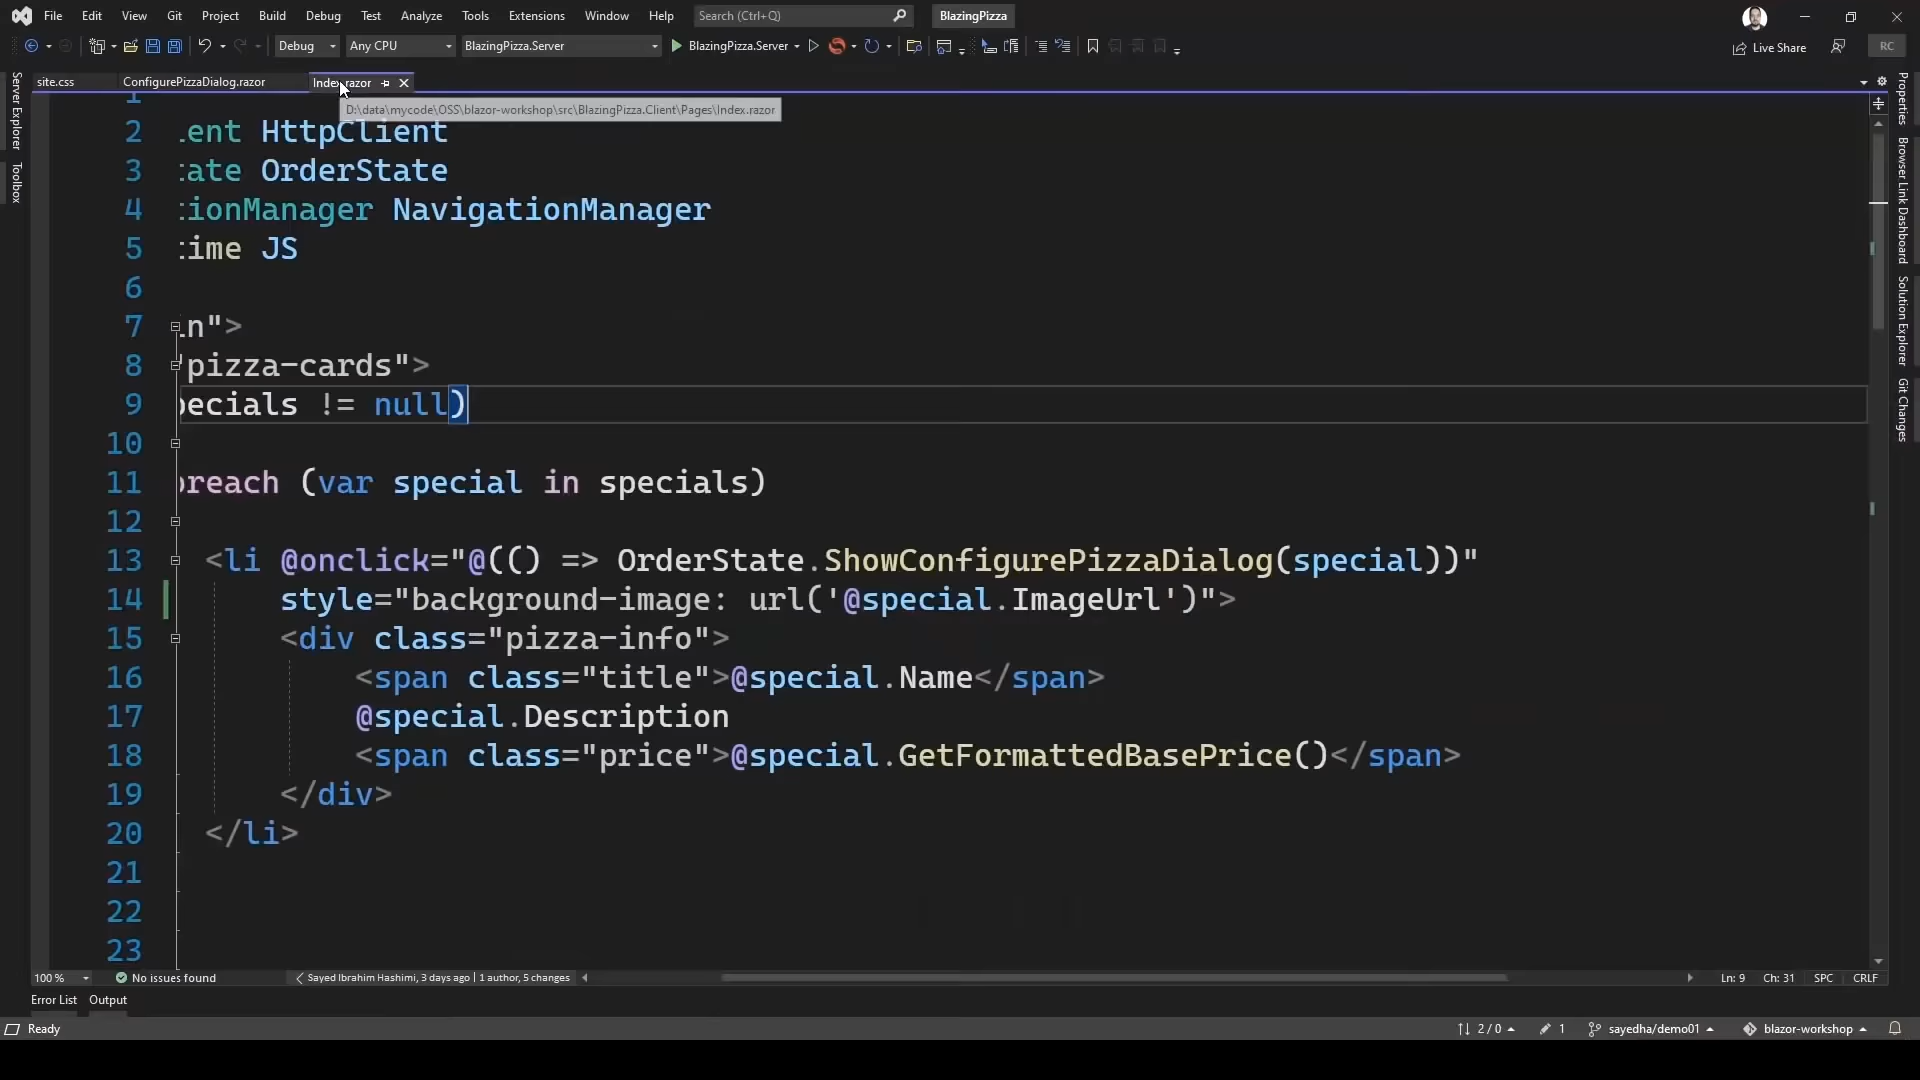 File Edit View Git Project Build Debug Test Analyze Tools Extensions Window Help Search (Ctrl+Q) BlazingPizza
Debug Any CPU BlazingPizza.Server BlazingPizza.Server Live Share RC
site.css ConfigurePizzaDialog.razor Index.razor
D:\data\mycode\OSS\blazor-workshop\src\BlazingPizza.Client\Pages\Index.razor
Server Explorer
Toolbox
Properties
Browser Link Dashboard
Solution Explorer
Git Changes
1
2 ent HttpClient
3 ate OrderState
4 ionManager NavigationManager
5 ime JS
6
7 n">
8 pizza-cards">
9 pecials != null)
10
11 oreach (var special in specials)
12
13 <li @onclick="@(() => OrderState.ShowConfigurePizzaDialog(special))"
14 style="background-image: url('@special.ImageUrl')">
15 <div class="pizza-info">
16 <span class="title">@special.Name</span>
17 @special.Description
18 <span class="price">@special.GetFormattedBasePrice()</span>
19 </div>
20 </li>
21
22
23
100 % No issues found Sayed Ibrahim Hashimi, 3 days ago | 1 author, 5 changes Ln: 9 Ch: 31 SPC CRLF
Error List Output
Ready 2 / 0 1 sayedha/demo01 blazor-workshop